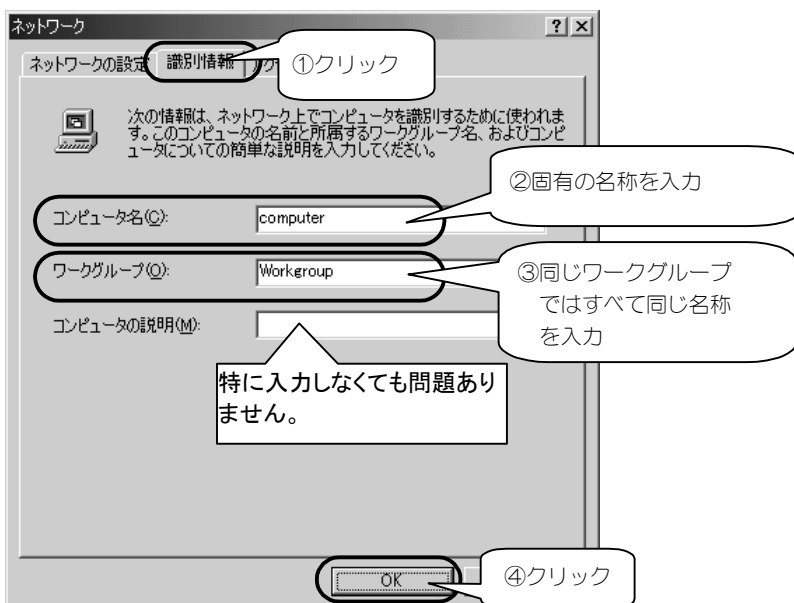 ネットワーク
ネットワークの設定 識別情報
①クリック
次の情報は、ネットワーク上でコンピュータを識別するために使われま
す。このコンピュータの名前と所属するワークグループ名、およびコンピ
ュータについての簡単な説明を入力してください。
②固有の名称を入力
コンピュータ名(C): computer
ワークグループ(O): Workgroup
③同じワークグループ
ではすべて同じ名称
を入力
コンピュータの説明(M):
特に入力しなくても問題あり
ません。
OK
④クリック